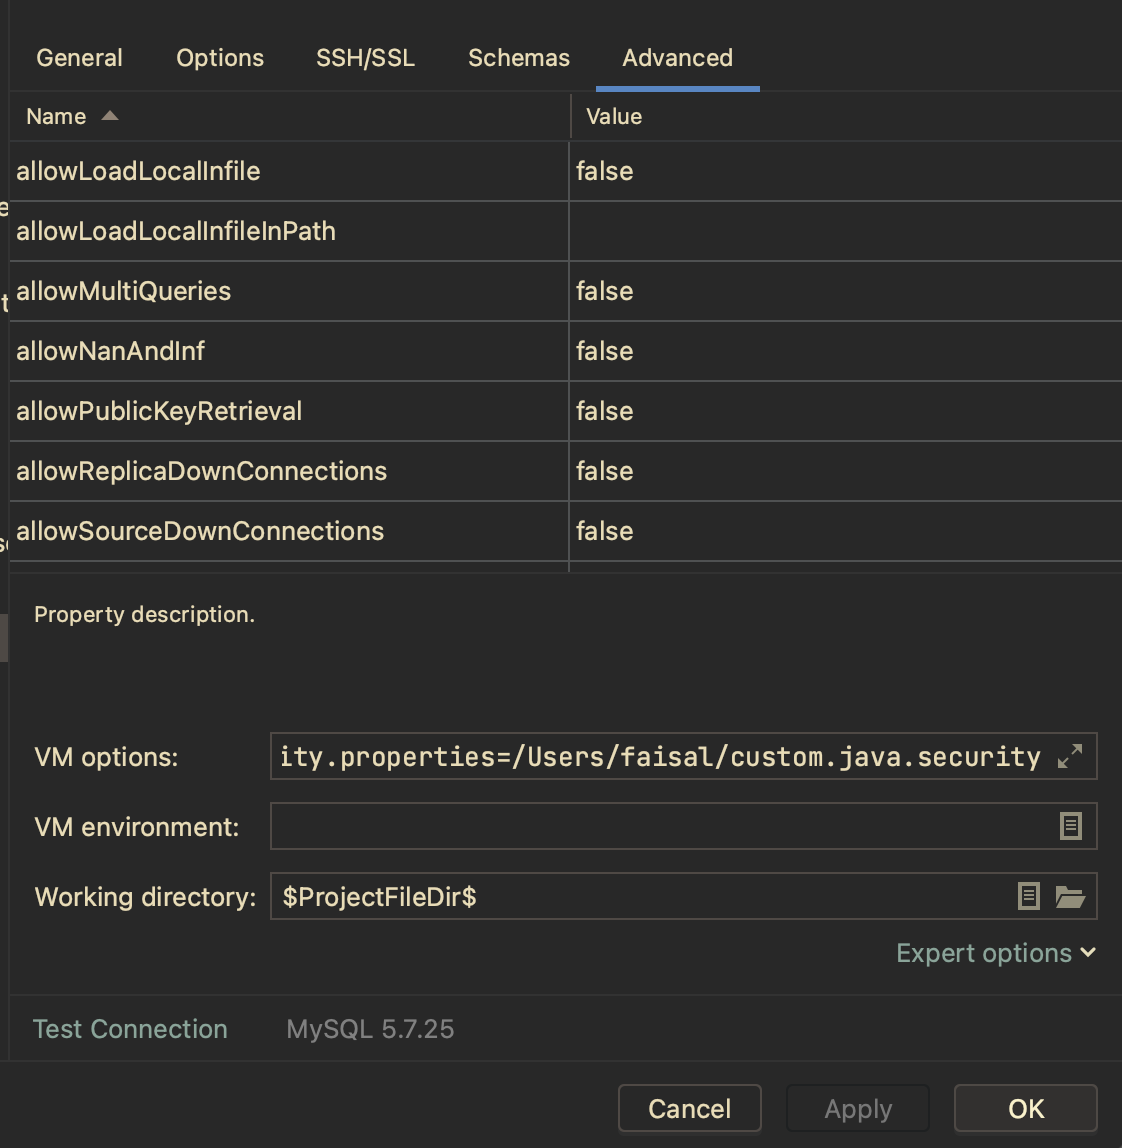 General Options SSH/SSL Schemas Advanced
Name Value
allowLoadLocalInfile false
allowLoadLocalInfileInPath
allowMultiQueries false
allowNanAndInf false
allowPublicKeyRetrieval false
allowReplicaDownConnections false
allowSourceDownConnections false
Property description.
VM options: ity.properties=/Users/faisal/custom.java.security
VM environment:
Working directory: $ProjectFileDir$
Expert options
Test Connection MySQL 5.7.25
Cancel Apply OK